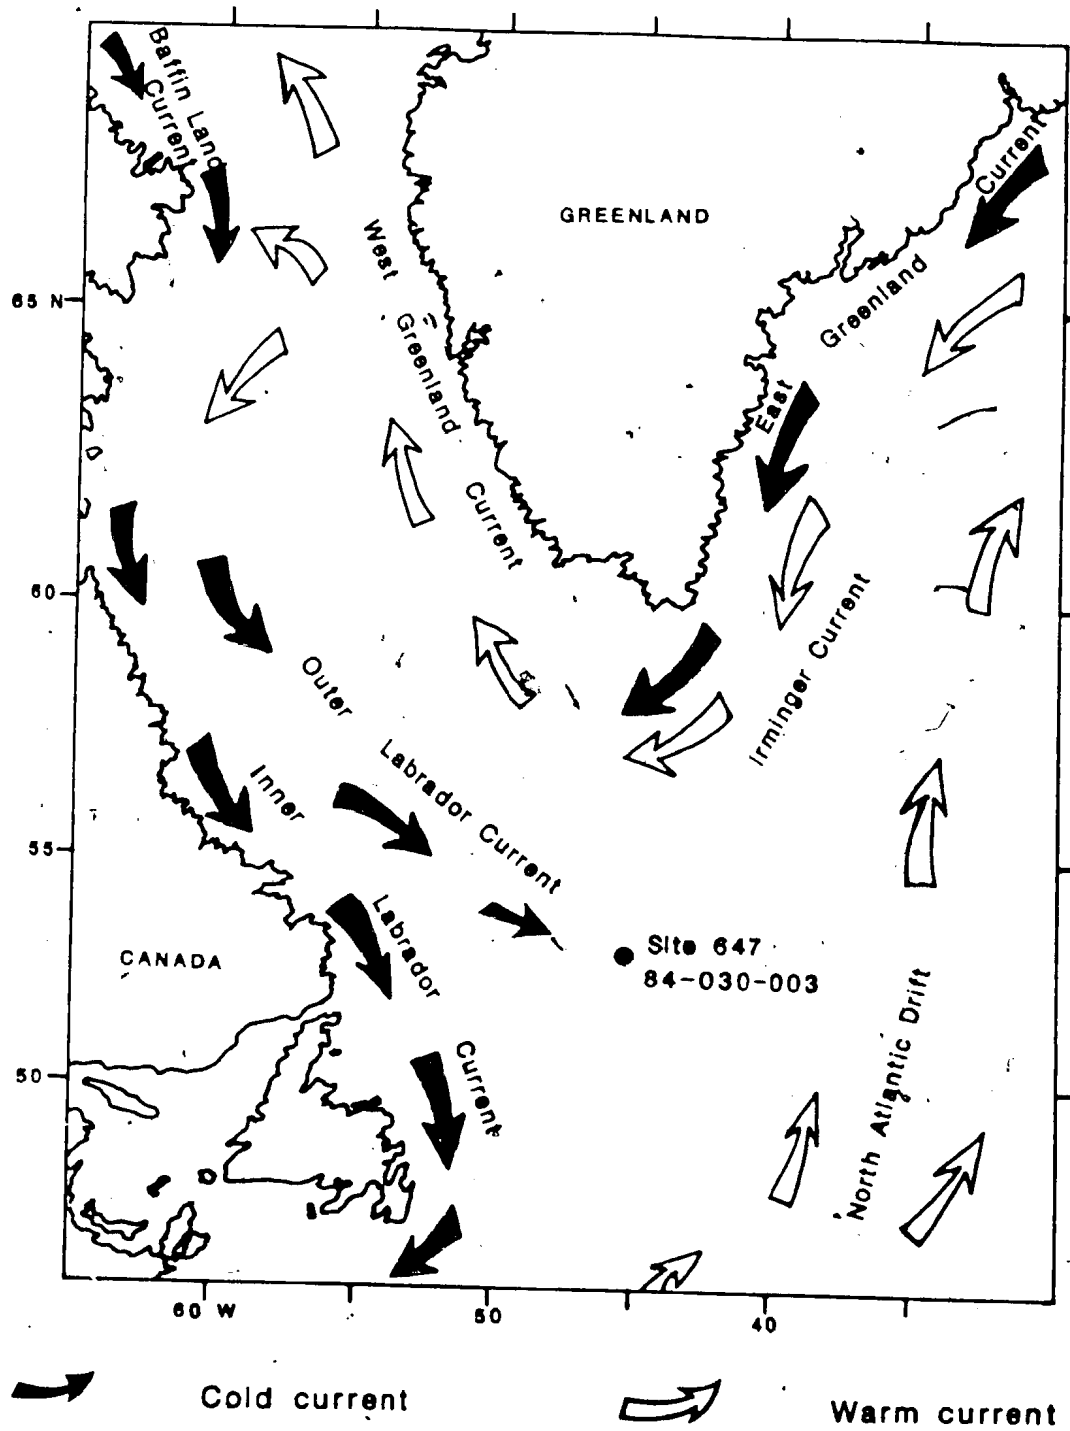 Baffin Land
Current
GREENLAND
Current
Greenland
East
West
Greenland
Current
65 N
60
Outer
Labrador Current
Irminger Current
Inner
Labrador
Current
55
CANADA
Site 647
84-030-003
North Atlantic Drift
50
60 W
50
40
Cold current
Warm current